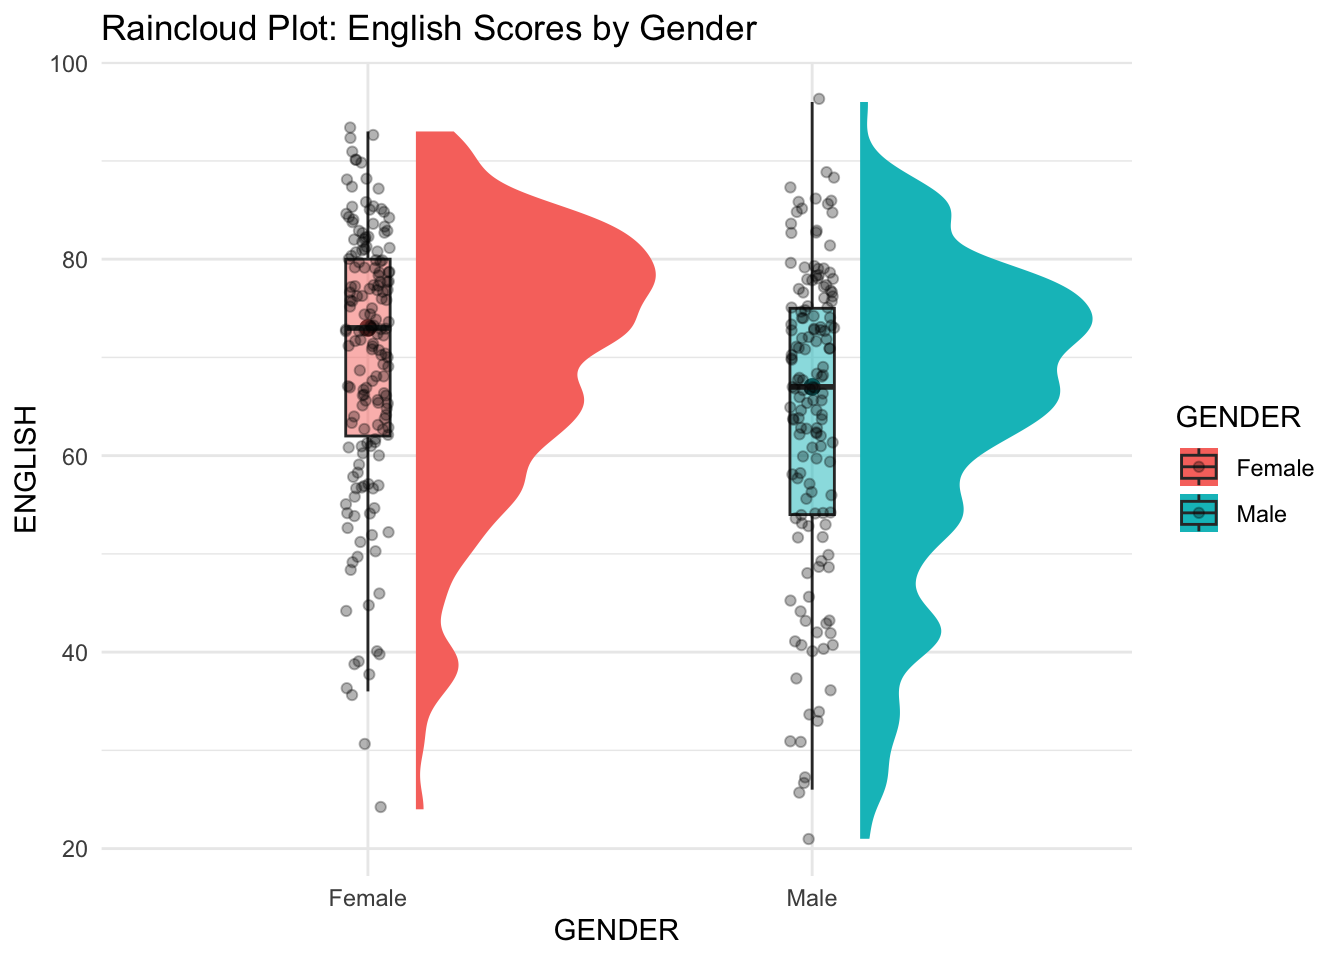 Raincloud Plot: English Scores by Gender
100
80
60
40
20
ENGLISH
Female
Male
GENDER
GENDER
Female
Male